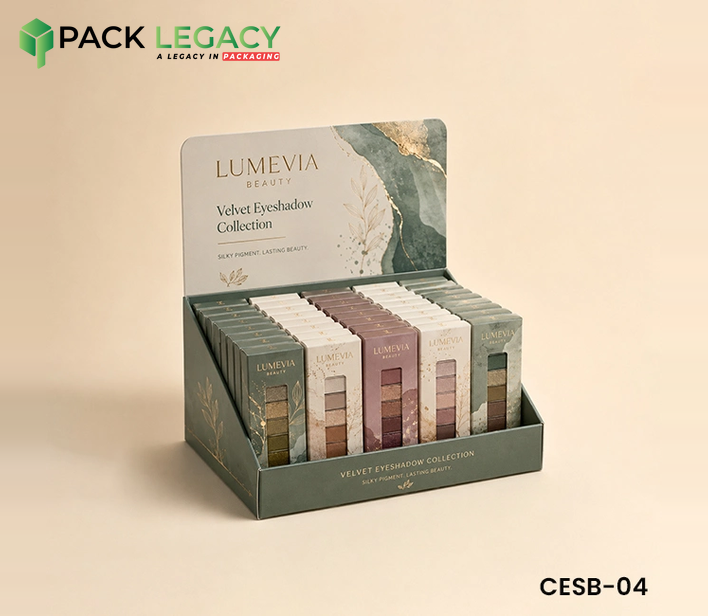 PACK LEGACY
A LEGACY IN PACKAGING
LUMEVIA
BEAUTY
Velvet Eyeshadow
Collection
SILKY PIGMENT. LASTING BEAUTY
LUMEVIA
BEAUTY
LUMEVIA
BEAUTY
LUMEVIA
BEAUTY
LUMEVIA
BEAUTY
LUMEVIA
BEAUTY
VELVET EYESHADOW COLLECTION
SILKY PIGMENT. LASTING BEAUTY.
CESB-04